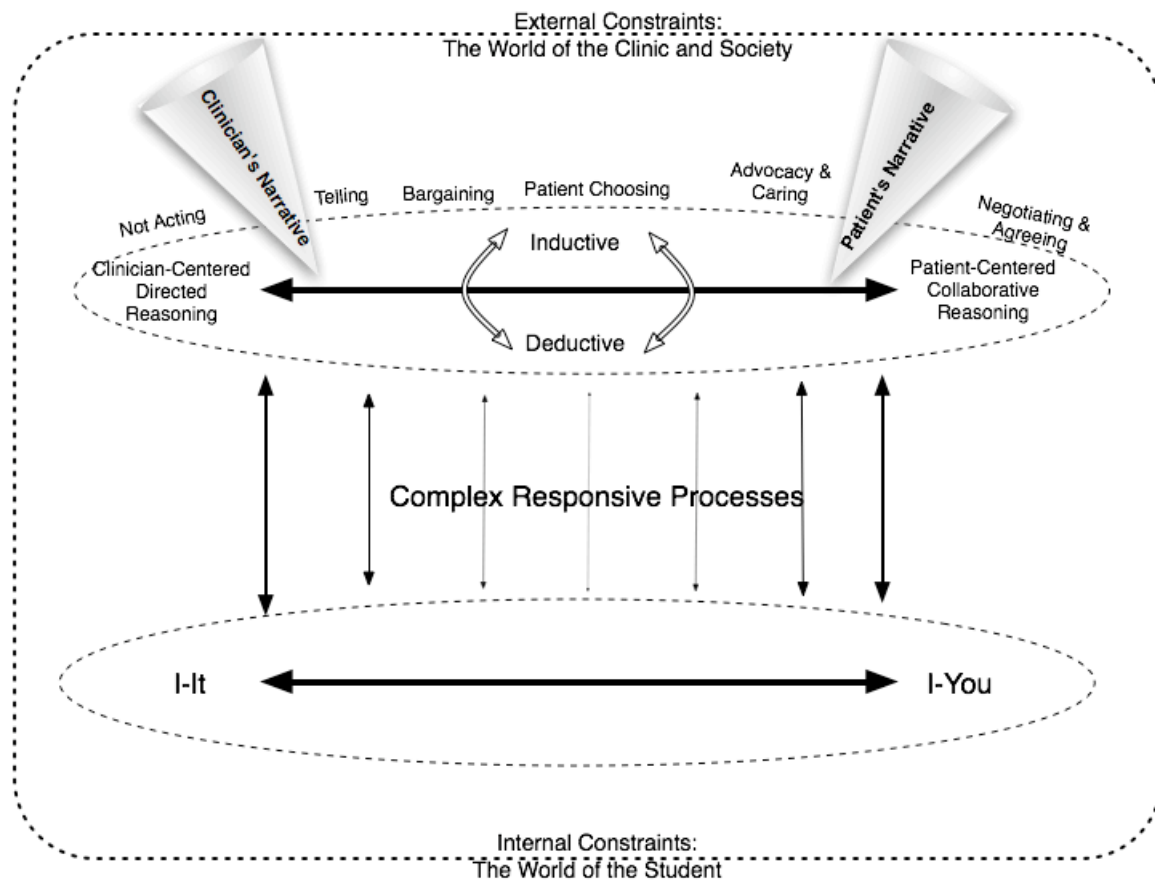 External Constraints:
The World of the Clinic and Society
Clinician's Narrative
Patient's Narrative
Not Acting
Telling
Bargaining
Patient Choosing
Advocacy &
Caring
Negotiating &
Agreeing
Clinician-Centered
Directed
Reasoning
Inductive
Deductive
Patient-Centered
Collaborative
Reasoning
Complex Responsive Processes
I-It
I-You
Internal Constraints:
The World of the Student